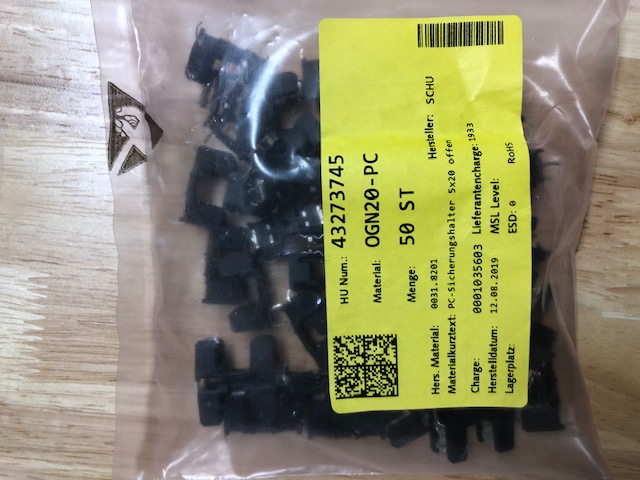 HU Num.: 43273745
Material: OGN20-PC
Menge: 50 ST
Hersteller: SCHU
Hers. Material: 0031.8201
Materialkurztext: PC-Sicherungshalter 5x20 offen
Charge: 0001035603 Lieferantencharge: 1933
Herstelldatum: 12.08.2019 MSL Level:
Lagerplatz: ESD: 0 RoHS